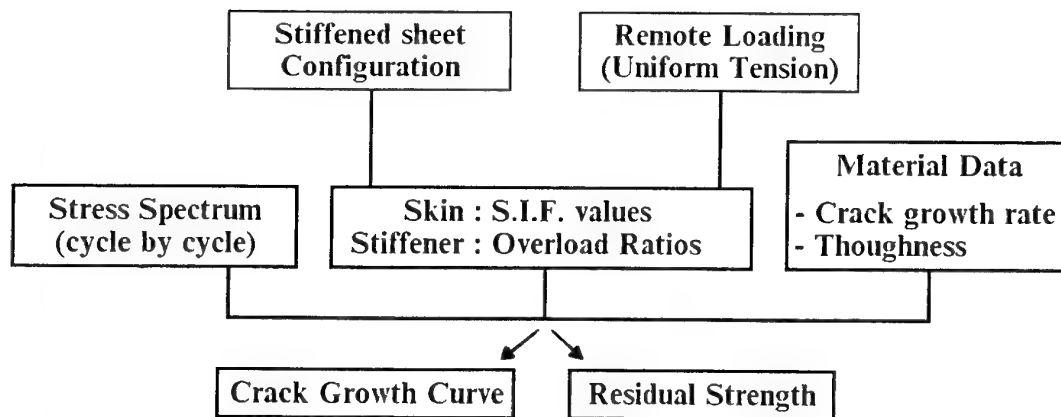 Stiffened sheet
Configuration
Remote Loading
(Uniform Tension)
Stress Spectrum
(cycle by cycle)
Skin : S.I.F. values
Stiffener : Overload Ratios
Material Data
- Crack growth rate
- Thoughness
Crack Growth Curve
Residual Strength